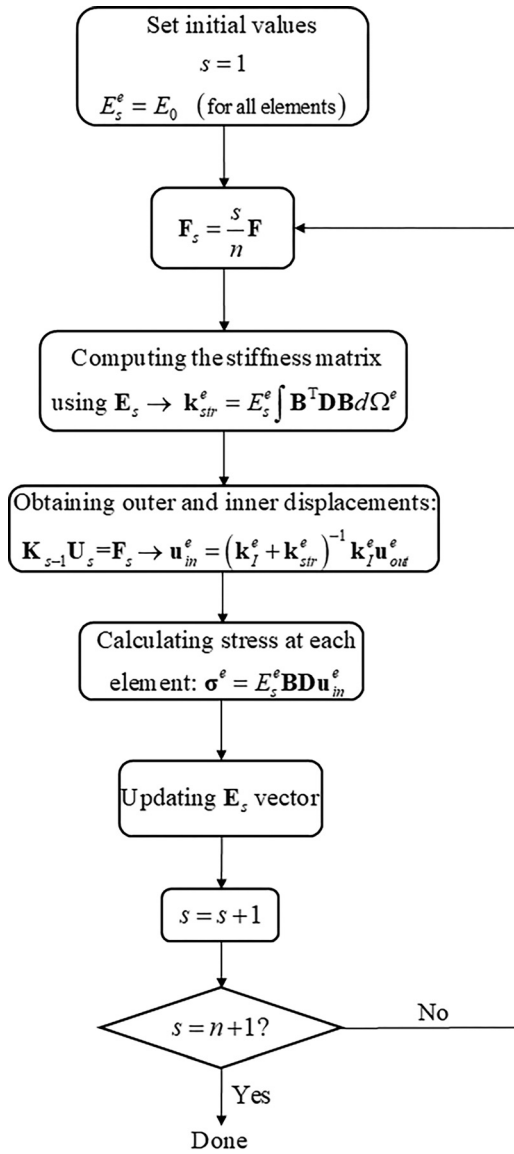 Set initial values
s = 1
E_s^e = E_0 (for all elements)
F_s = s/n F
Computing the stiffness matrix
using E_s → k_str^e = E_s^e ∫ B^T DB dΩ^e
Obtaining outer and inner displacements:
K_{s-1} U_s = F_s → u_in^e = (k_I^e + k_str^e)^{-1} k_I^e u_out^e
Calculating stress at each
element: σ^e = E_s^e BDu_in^e
Updating E_s vector
s = s + 1
s = n + 1?
No
Yes
Done